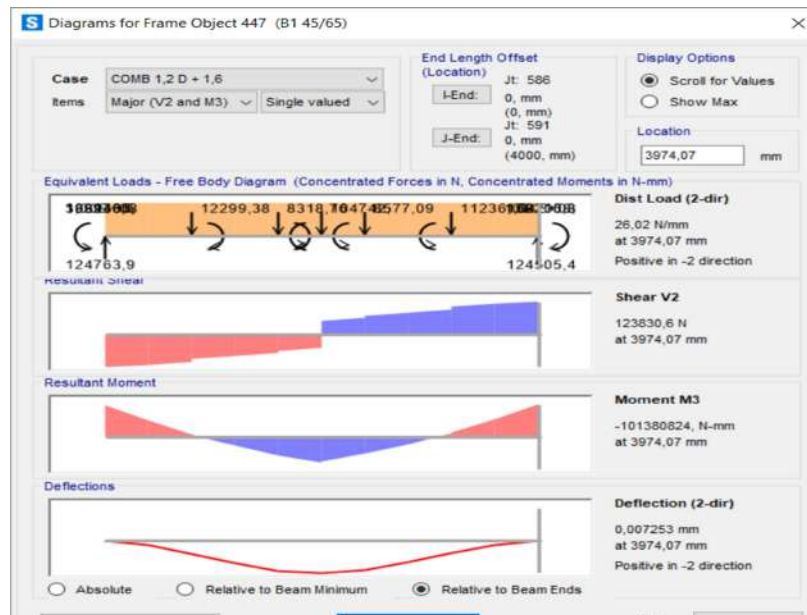 S Diagrams for Frame Object 447 (B1 45/65)
Case COMB 1,2 D + 1,6
Items Major (V2 and M3) Single valued
End Length Offset
(Location)
Jt: 586
I-End: 0, mm
(0, mm)
Jt: 591
J-End: 0, mm
(4000, mm)
Display Options
Scroll for Values
Show Max
Location
3974,07 mm
Equivalent Loads - Free Body Diagram (Concentrated Forces in N, Concentrated Moments in N-mm)
12299,38
124763,9 124505,4
Dist Load (2-dir)
26,02 N/mm
at 3974,07 mm
Positive in -2 direction
Resultant Shear
Shear V2
123830,6 N
at 3974,07 mm
Resultant Moment
Moment M3
-101380824, N-mm
at 3974,07 mm
Deflections
Deflection (2-dir)
0,007253 mm
at 3974,07 mm
Positive in -2 direction
Absolute Relative to Beam Minimum Relative to Beam Ends